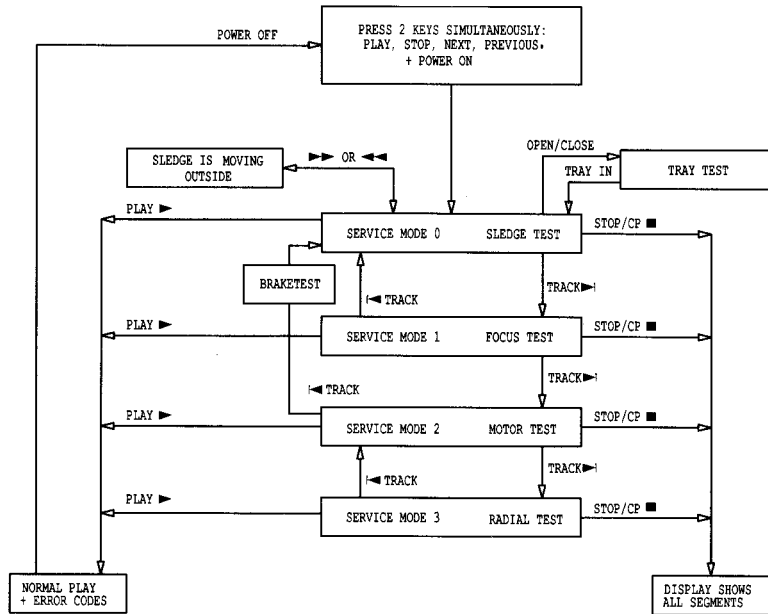 POWER OFF
PRESS 2 KEYS SIMULTANEOUSLY:
PLAY, STOP, NEXT, PREVIOUS.
+ POWER ON
SLEDGE IS MOVING
OUTSIDE
►► OR ◄◄
OPEN/CLOSE
TRAY IN
TRAY TEST
PLAY ►
SERVICE MODE 0 SLEDGE TEST
STOP/CP ■
BRAKETEST
|◄ TRACK
TRACK ►|
PLAY ►
SERVICE MODE 1 FOCUS TEST
STOP/CP ■
|◄ TRACK
TRACK ►|
PLAY ►
SERVICE MODE 2 MOTOR TEST
STOP/CP ■
|◄ TRACK
TRACK ►|
PLAY ►
SERVICE MODE 3 RADIAL TEST
STOP/CP ■
NORMAL PLAY
+ ERROR CODES
DISPLAY SHOWS
ALL SEGMENTS